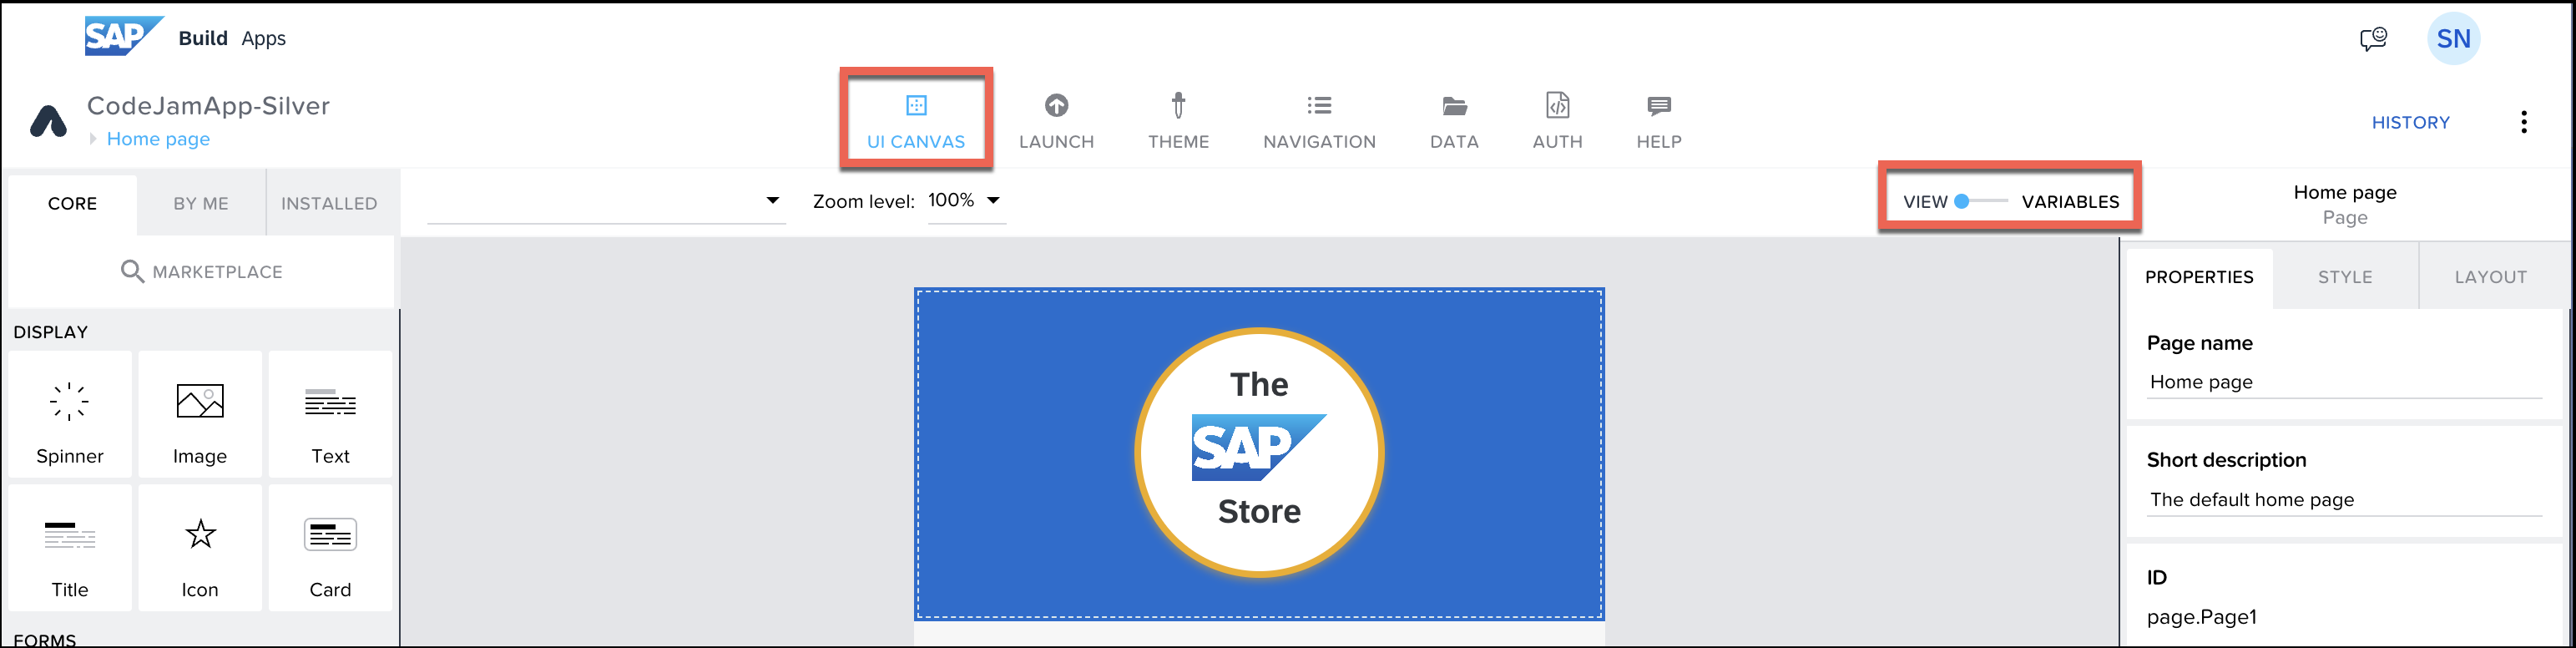 SAP Build Apps
SN
CodeJamApp-Silver
Home page
UI CANVAS
LAUNCH
THEME
NAVIGATION
DATA
AUTH
HELP
HISTORY
CORE
BY ME
INSTALLED
Zoom level: 100%
VIEW
VARIABLES
Home page
Page
MARKETPLACE
PROPERTIES
STYLE
LAYOUT
DISPLAY
Spinner
Image
Text
Title
Icon
Card
FORMS
The
SAP
Store
Page name
Home page
Short description
The default home page
ID
page.Page1